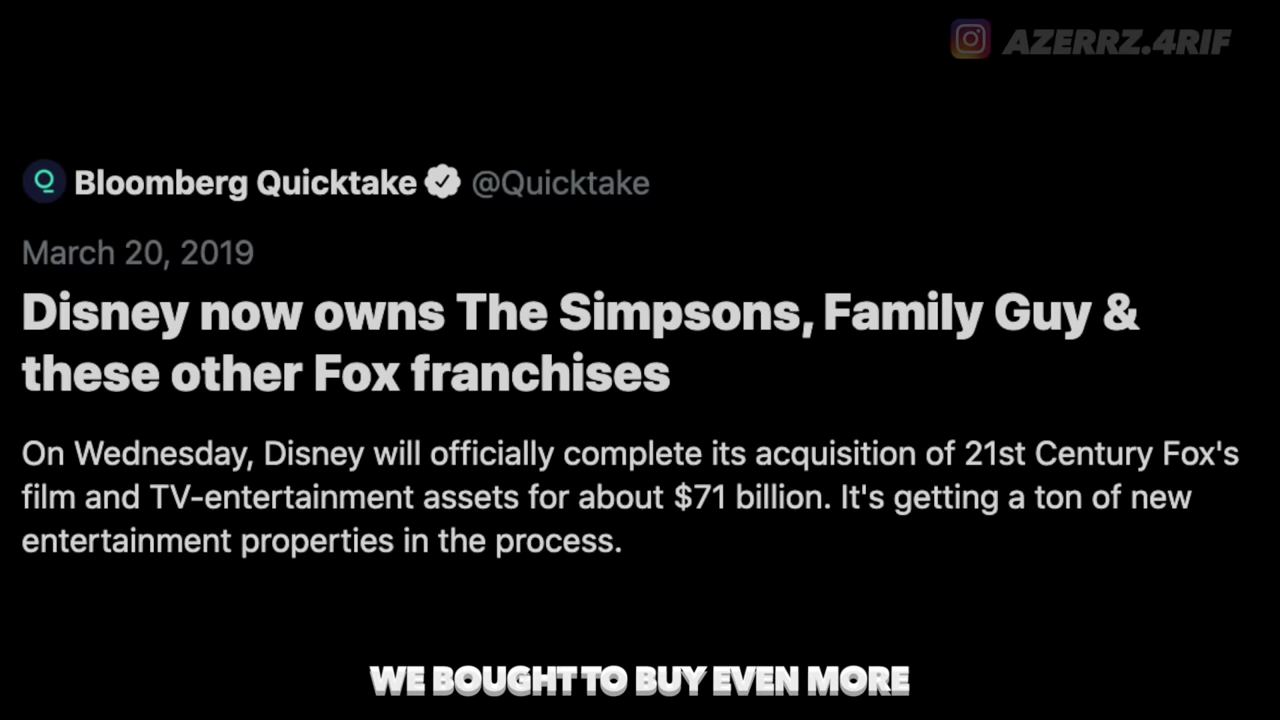 AZERRZ.4RIF
Bloomberg Quicktake @Quicktake
March 20, 2019
Disney now owns The Simpsons, Family Guy &
these other Fox franchises
On Wednesday, Disney will officially complete its acquisition of 21st Century Fox's
film and TV-entertainment assets for about $71 billion. It's getting a ton of new
entertainment properties in the process.
WE BOUGHT TO BUY EVEN MORE